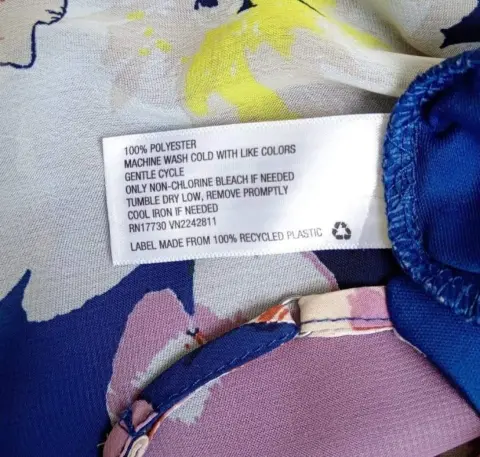 100% POLYESTER
MACHINE WASH COLD WITH LIKE COLORS
GENTLE CYCLE
ONLY NON-CHLORINE BLEACH IF NEEDED
TUMBLE DRY LOW, REMOVE PROMPTLY
COOL IRON IF NEEDED
RN17730 VN2242811
LABEL MADE FROM 100% RECYCLED PLASTIC